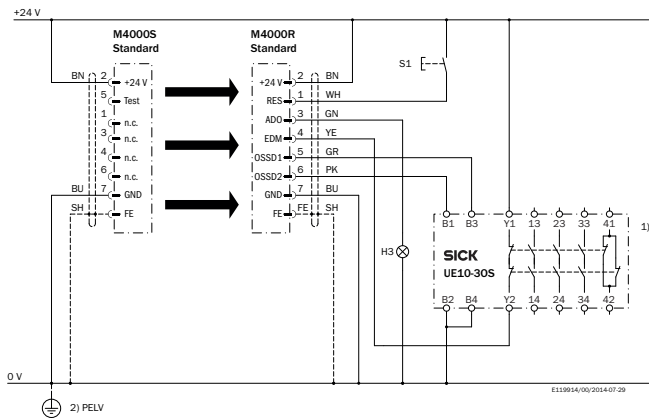 +24 V
M4000S
Standard
M4000R
Standard
BN 2 +24 V
5 Test
1 n.c.
3 n.c.
4 n.c.
6 n.c.
BU 7 GND
SH FE
+24 V 2 BN
RES 1 WH
ADO 3 GN
EDM 4 YE
OSSD1 5 GR
OSSD2 6 PK
GND 7 BU
FE FE SH
S1
H3
B1 B3 Y1 13 23 33 41
1)
SICK
UE10-30S
B2 B4 Y2 14 24 34 42
0 V
E119914/00/2014-07-29
2) PELV